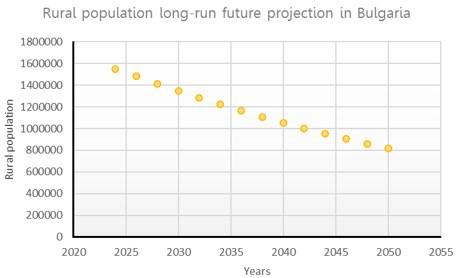 Rural population long-run future projection in Bulgaria
1800000
1600000
1400000
1200000
1000000
800000
600000
400000
200000
0
Rural population
2020 2025 2030 2035 2040 2045 2050 2055
Years